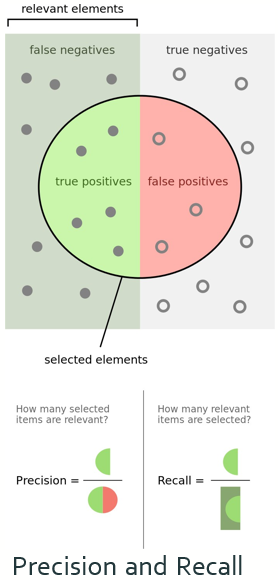 relevant elements
false negatives
true negatives
true positives
false positives
selected elements
How many selected
items are relevant?
How many relevant
items are selected?
Precision =
Recall =
Precision and Recall